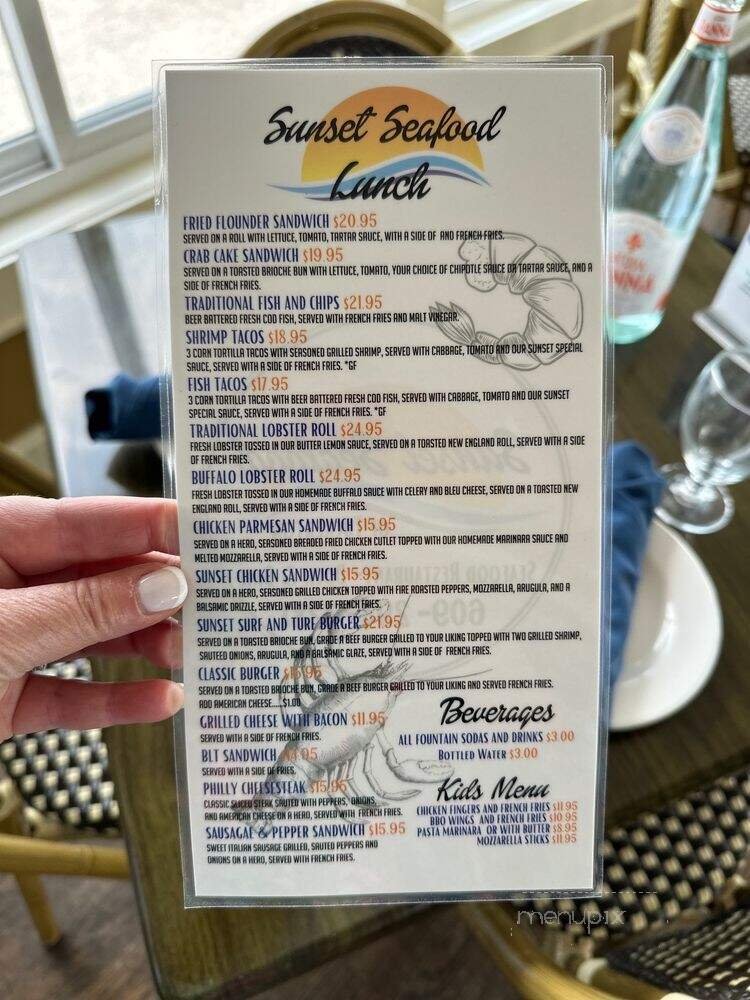 Sunset Seafood
Lunch
FRIED FLOUNDER SANDWICH $20.95
SERVED ON A ROLL WITH LETTUCE, TOMATO, TARTAR SAUCE, WITH A SIDE OF AND FRENCH FRIES.
CRAB CAKE SANDWICH $19.95
SERVED ON A TOASTED BRIOCHE BUN WITH LETTUCE, TOMATO, YOUR CHOICE OF CHIPOTLE SAUCE OR TARTAR SAUCE, AND A
SIDE OF FRENCH FRIES.
TRADITIONAL FISH AND CHIPS $21.95
BEER BATTERED FRESH COD FISH, SERVED WITH FRENCH FRIES AND MALT VINEGAR.
SHRIMP TACOS $18.95
3 CORN TORTILLA TACOS WITH SEASONED GRILLED SHRIMP, SERVED WITH CABBAGE, TOMATO AND OUR SUNSET SPECIAL
SAUCE, SERVED WITH A SIDE OF FRENCH FRIES. *GF
FISH TACOS $17.95
3 CORN TORTILLA TACOS WITH BEER BATTERED FRESH COD FISH, SERVED WITH CABBAGE, TOMATO AND OUR SUNSET
SPECIAL SAUCE, SERVED WITH A SIDE OF FRENCH FRIES. *GF
TRADITIONAL LOBSTER ROLL $24.95
FRESH LOBSTER TOSSED IN OUR BUTTER LEMON SAUCE, SERVED ON A TOASTED NEW ENGLAND ROLL, SERVED WITH A SIDE
OF FRENCH FRIES.
BUFFALO LOBSTER ROLL $24.95
FRESH LOBSTER TOSSED IN OUR HOMEMADE BUFFALO SAUCE WITH CELERY AND BLEU CHEESE, SERVED ON A TOASTED NEW
ENGLAND ROLL, SERVED WITH A SIDE OF FRENCH FRIES.
CHICKEN PARMESAN SANDWICH $15.95
SERVED ON A HERO, SEASONED BREADED FRIED CHICKEN CUTLET TOPPED WITH OUR HOMEMADE MARINARA SAUCE AND
MELTED MOZZARELLA, SERVED WITH A SIDE OF FRENCH FRIES.
SUNSET CHICKEN SANDWICH $15.95
SERVED ON A HERO, SEASONED GRILLED CHICKEN TOPPED WITH FIRE ROASTED PEPPERS, MOZZARELLA, ARUGULA, AND A
BALSAMIC DRIZZLE, SERVED WITH A SIDE OF FRENCH FRIES.
SUNSET SURF AND TURF BURGER $21.95
SERVED ON A TOASTED BRIOCHE BUN, GRADE A BEEF BURGER GRILLED TO YOUR LIKING TOPPED WITH TWO GRILLED SHRIMP,
SAUTEED ONIONS, ARUGULA, AND A BALSAMIC GLAZE, SERVED WITH A SIDE OF FRENCH FRIES.
CLASSIC BURGER
SERVED ON A TOASTED BRIOCHE BUN, GRADE A BEEF BURGER GRILLED TO YOUR LIKING AND SERVED FRENCH FRIES.
ADD AMERICAN CHEESE.....$1.00
GRILLED CHEESE WITH BACON $11.95
SERVED WITH A SIDE OF FRENCH FRIES.
BLT SANDWICH
SERVED WITH A SIDE OF FRIES.
PHILLY CHEESESTEAK $15.95
CLASSIC SLICED STEAK SAUTED WITH PEPPERS, ONIONS,
AND AMERICAN CHEESE ON A HERO, SERVED WITH FRENCH FRIES.
SAUSAGAE & PEPPER SANDWICH $15.95
SWEET ITALIAN SAUSAGE GRILLED, SAUTED PEPPERS AND
ONIONS ON A HERO, SERVED WITH FRENCH FRIES.
Beverages
ALL FOUNTAIN SODAS AND DRINKS $3.00
BOTTLED WATER $3.00
Kids Menu
CHICKEN FINGERS AND FRENCH FRIES $11.95
BBQ WINGS AND FRENCH FRIES $10.95
PASTA MARINARA OR WITH BUTTER $8.95
MOZZARELLA STICKS $11.95
menupix